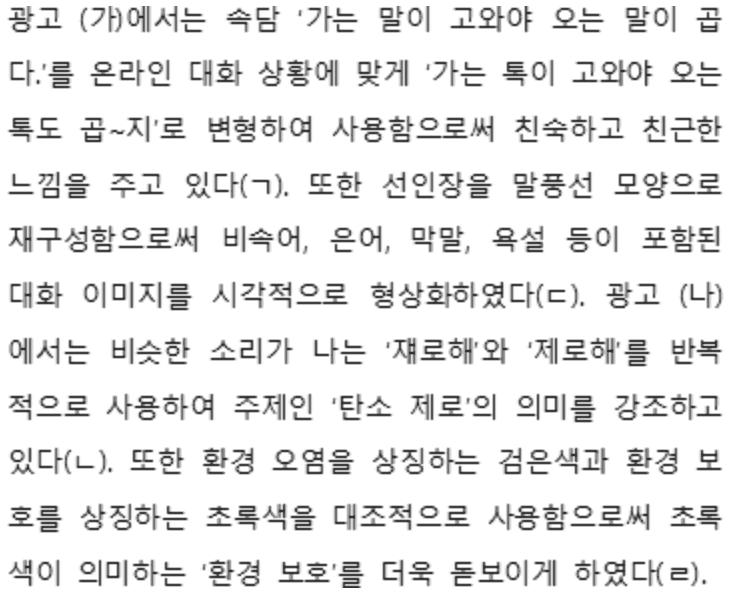 광고 (가)에서는 속담 ‘가는 말이 고와야 오는 말이 곱
다.’를 온라인 대화 상황에 맞게 ‘가는 톡이 고와야 오는
톡도 곱~지’로 변형하여 사용함으로써 친숙하고 친근한
느낌을 주고 있다(ㄱ). 또한 선인장을 말풍선 모양으로
재구성함으로써 비속어, 은어, 막말, 욕설 등이 포함된
대화 이미지를 시각적으로 형상화하였다(ㄷ). 광고 (나)
에서는 비슷한 소리가 나는 ‘쟤로해’와 ‘제로해’를 반복
적으로 사용하여 주제인 ‘탄소 제로’의 의미를 강조하고
있다(ㄴ). 또한 환경 오염을 상징하는 검은색과 환경 보
호를 상징하는 초록색을 대조적으로 사용함으로써 초록
색이 의미하는 ‘환경 보호’를 더욱 돋보이게 하였다(ㄹ).